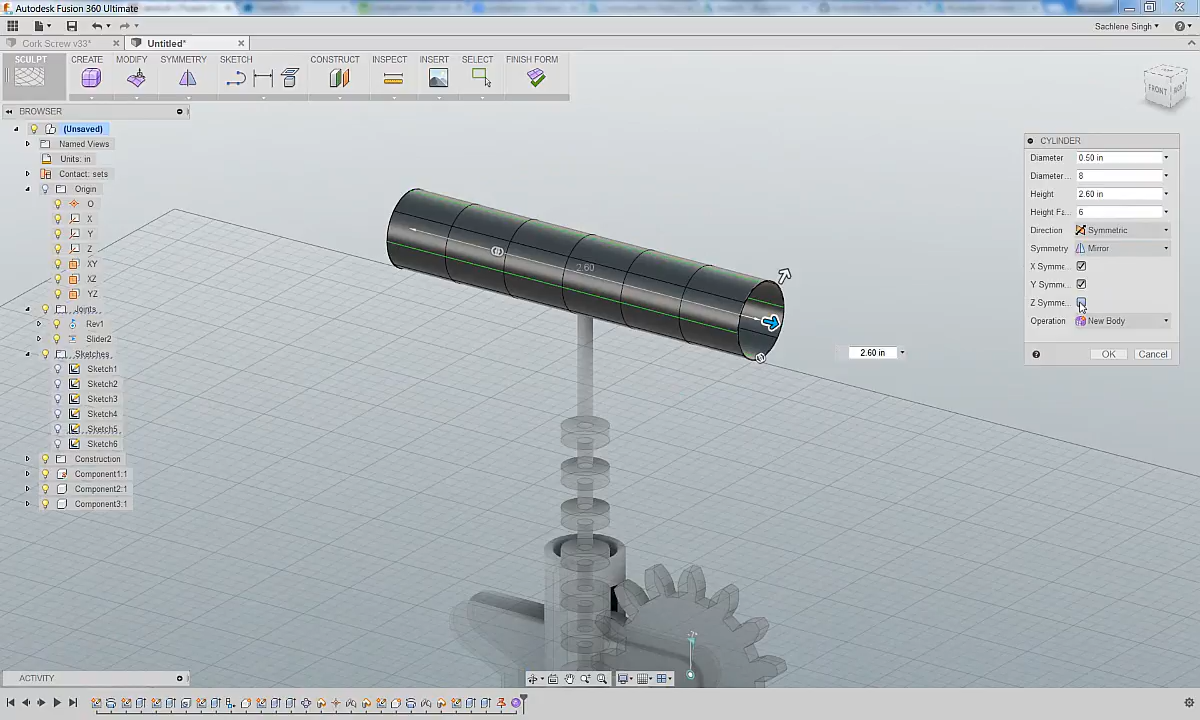 Autodesk Fusion 360 Ultimate
Sachlene Singh
Cork Screw v33*
Untitled*
SCULPT
CREATE
MODIFY
SYMMETRY
SKETCH
CONSTRUCT
INSPECT
INSERT
SELECT
FINISH FORM
BROWSER
(Unsaved)
Named Views
Units: in
Contact: sets
Origin
O
X
Y
Z
XY
XZ
YZ
Joints
Rev1
Slider2
Sketches
Sketch1
Sketch2
Sketch3
Sketch4
Sketch5
Sketch6
Construction
Component1:1
Component2:1
Component3:1
2.60
2.60 in
FRONT
CYLINDER
Diameter 0.50 in
Diameter ... 8
Height 2.60 in
Height Fa... 6
Direction Symmetric
Symmetry Mirror
X Symme...
Y Symme...
Z Symme...
Operation New Body
OK Cancel
ACTIVITY